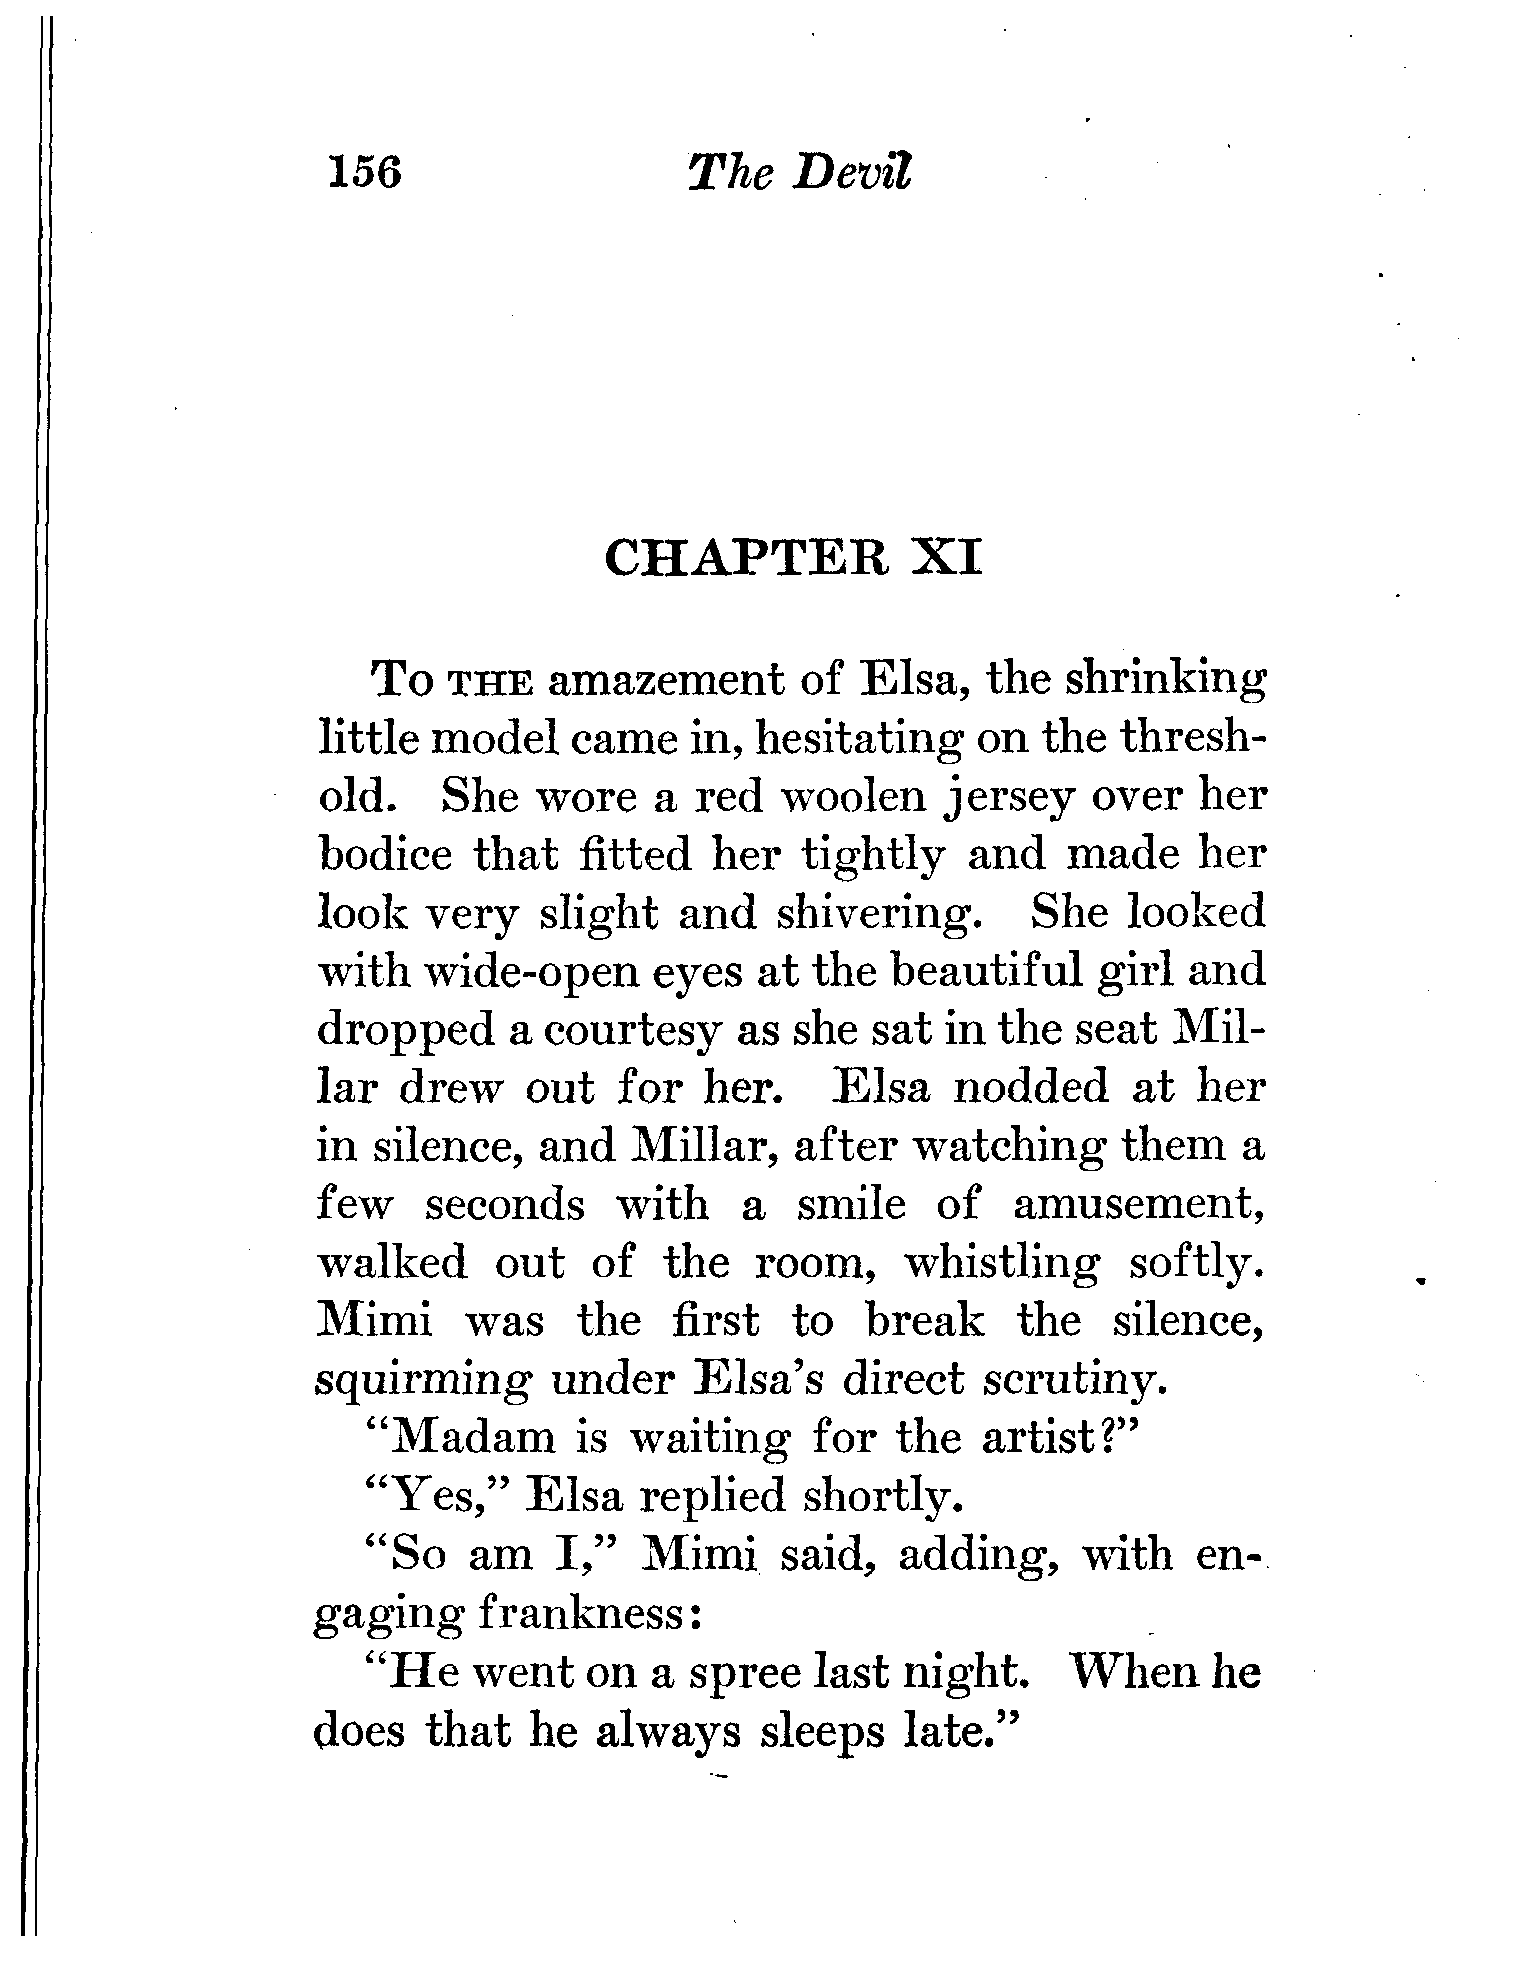 156 The Devil
CHAPTER XI
To the amazement of Elsa, the shrinking
little model came in, hesitating on the thresh-
old. She wore a red woolen jersey over her
bodice that fitted her tightly and made her
look very slight and shivering. She looked
with wide-open eyes at the beautiful girl and
dropped a courtesy as she sat in the seat Mil-
lar drew out for her. Elsa nodded at her
in silence, and Millar, after watching them a
few seconds with a smile of amusement,
walked out of the room, whistling softly.
Mimi was the first to break the silence,
squirming under Elsa's direct scrutiny.
“Madam is waiting for the artist?”
“Yes,” Elsa replied shortly.
“So am I,” Mimi said, adding, with en-
gaging frankness:
“He went on a spree last night. When he
does that he always sleeps late.”